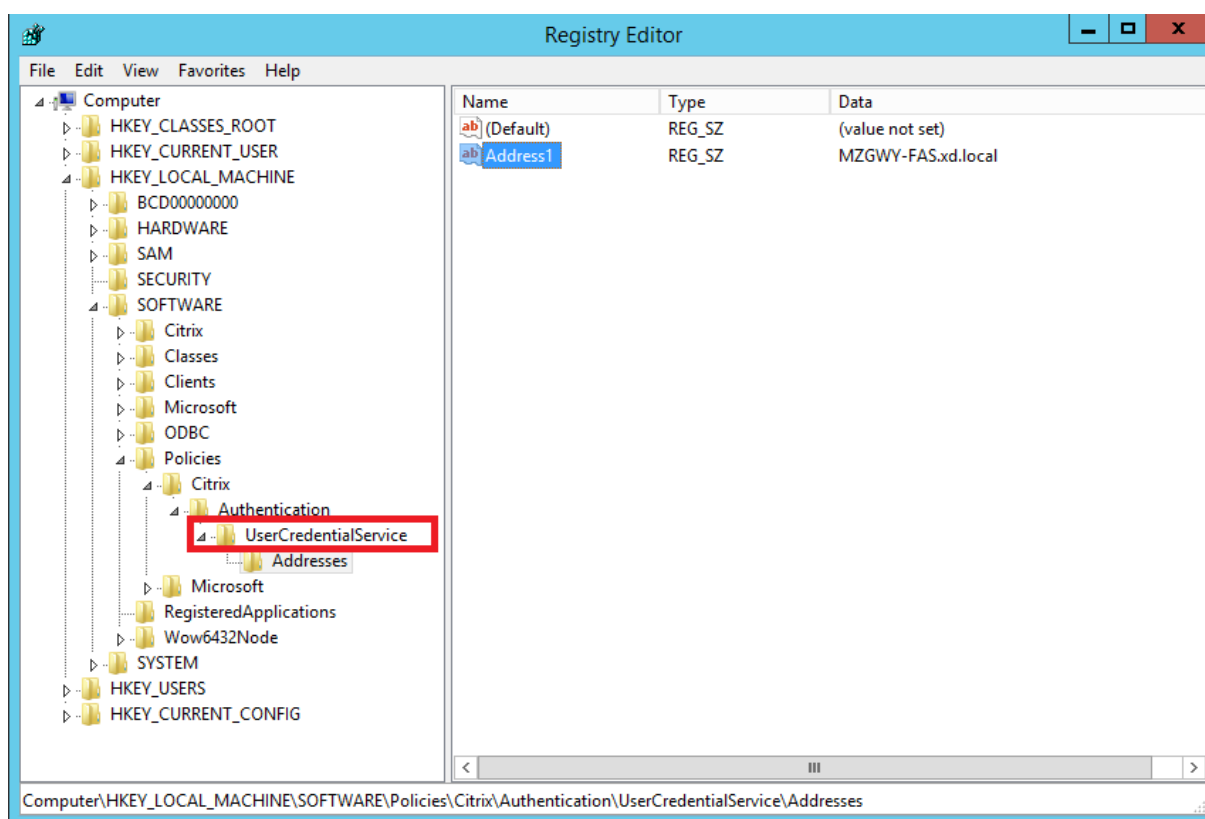 Registry Editor
File Edit View Favorites Help
Computer
HKEY_CLASSES_ROOT
HKEY_CURRENT_USER
HKEY_LOCAL_MACHINE
BCD00000000
HARDWARE
SAM
SECURITY
SOFTWARE
Citrix
Classes
Clients
Microsoft
ODBC
Policies
Citrix
Authentication
UserCredentialService
Addresses
Microsoft
RegisteredApplications
Wow6432Node
SYSTEM
HKEY_USERS
HKEY_CURRENT_CONFIG
Name Type Data
ab (Default) REG_SZ (value not set)
ab Address1 REG_SZ MZGWY-FAS.xd.local
Computer\HKEY_LOCAL_MACHINE\SOFTWARE\Policies\Citrix\Authentication\UserCredentialService\Addresses